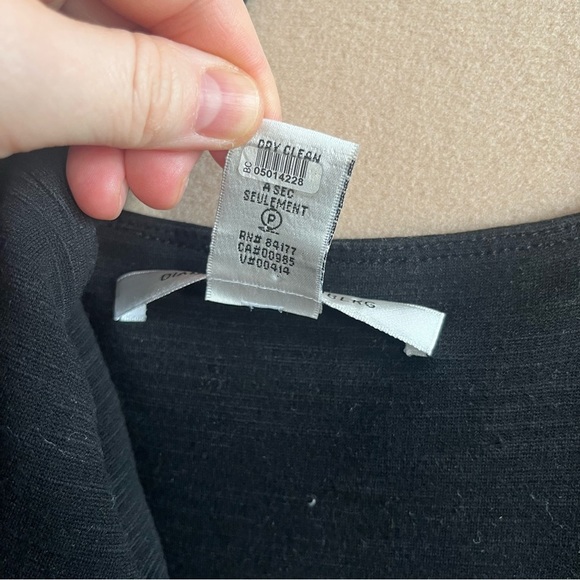 DRY CLEAN
BC 05014228
A SEC
SEULEMENT
P
RN# 84177
CA#00985
V#00414